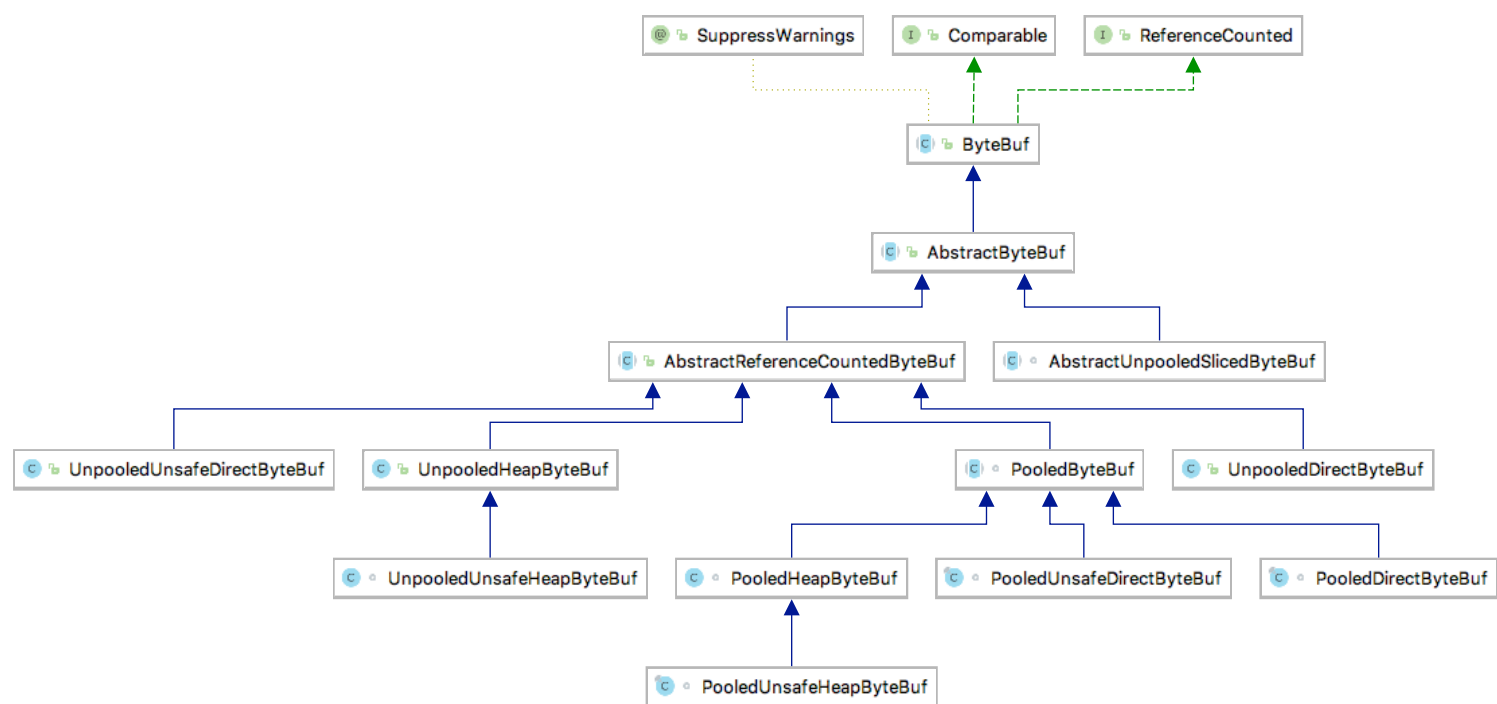 SuppressWarnings
Comparable
ReferenceCounted
ByteBuf
AbstractByteBuf
AbstractReferenceCountedByteBuf
AbstractUnpooledSlicedByteBuf
UnpooledUnsafeDirectByteBuf
UnpooledHeapByteBuf
PooledByteBuf
UnpooledDirectByteBuf
UnpooledUnsafeHeapByteBuf
PooledHeapByteBuf
PooledUnsafeDirectByteBuf
PooledDirectByteBuf
PooledUnsafeHeapByteBuf